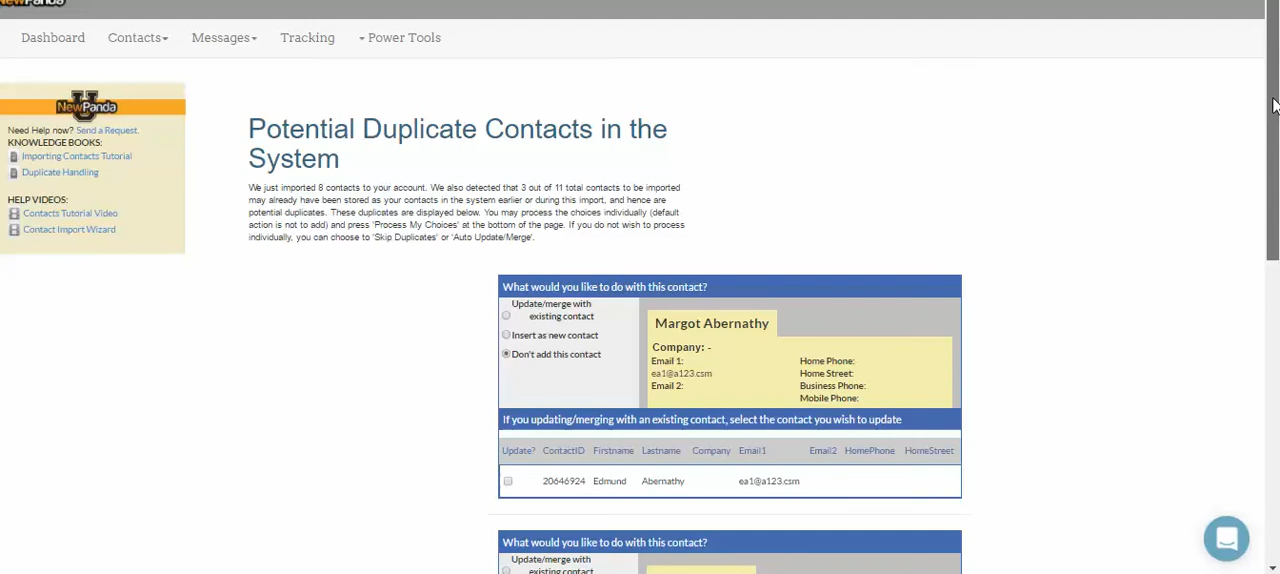 NewPanda
Dashboard Contacts Messages Tracking Power Tools
NewPanda
Need Help now? Send a Request.
KNOWLEDGE BOOKS:
Importing Contacts Tutorial
Duplicate Handling
HELP VIDEOS:
Contacts Tutorial Video
Contact Import Wizard
Potential Duplicate Contacts in the
System
We just imported 8 contacts to your account. We also detected that 3 out of 11 total contacts to be imported
may already have been stored as your contacts in the system earlier or during this import, and hence are
potential duplicates. These duplicates are displayed below. You may process the choices individually (default
action is not to add) and press 'Process My Choices' at the bottom of the page. If you do not wish to process
individually, you can choose to 'Skip Duplicates' or 'Auto Update/Merge'.
What would you like to do with this contact?
Update/merge with
existing contact
Insert as new contact
Don't add this contact
Margot Abernathy
Company: -
Email 1:
ea1@a123.csm
Email 2:
Home Phone:
Home Street:
Business Phone:
Mobile Phone:
If you updating/merging with an existing contact, select the contact you wish to update
Update? ContactID Firstname Lastname Company Email1 Email2 HomePhone HomeStreet
20646924 Edmund Abernathy ea1@a123.csm
What would you like to do with this contact?
Update/merge with
existing contact